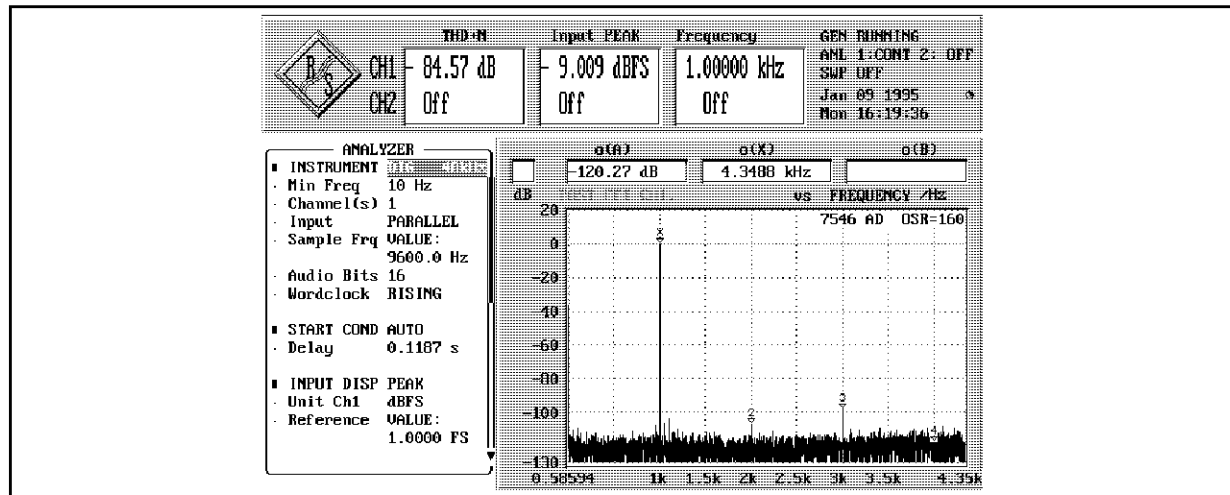 THD+N Input PEAK Frequency GEN RUNNING
R/S CH1 - 84.57 dB - 9.009 dBFS 1.00000 kHz ANL 1:CONT 2: OFF
SWP OFF
CH2 Off Off Off Jan 09 1995
Mon 16:19:36
ANALYZER
INSTRUMENT
Min Freq 10 Hz
Channel(s) 1
Input PARALLEL
Sample Frq VALUE:
9600.0 Hz
Audio Bits 16
Wordclock RISING
START COND AUTO
Delay 0.1187 s
INPUT DISP PEAK
Unit Ch1 dBFS
Reference VALUE:
1.0000 FS
o(A) o(X) o(B)
-120.27 dB 4.3488 kHz
dB vs FREQUENCY /Hz
7546 AD OSR=160
20
0
-20
-40
-60
-80
-100
-130
2
3
4
0.58594 1k 1.5k 2k 2.5k 3k 3.5k 4.35k